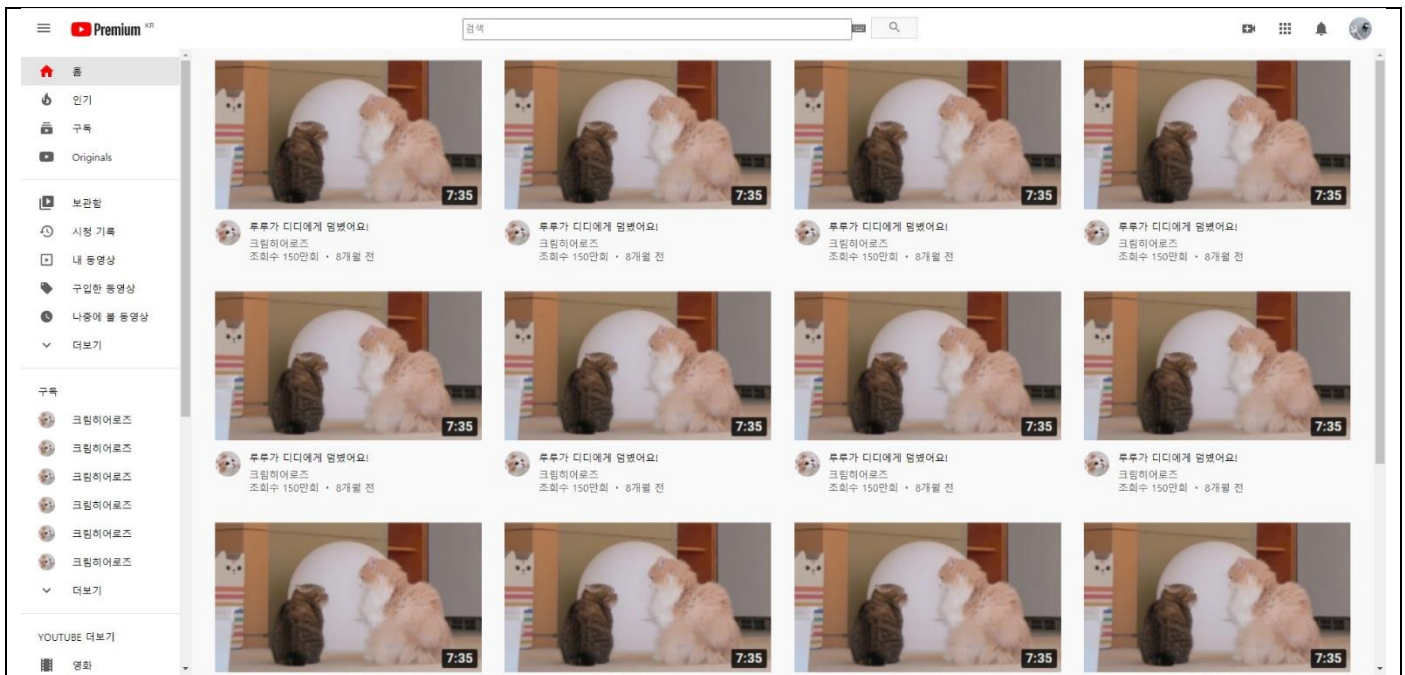 Premium KR
검색
홈
인기
구독
Originals
보관함
시청 기록
내 동영상
구입한 동영상
나중에 볼 동영상
더보기
구독
크림히어로즈
크림히어로즈
크림히어로즈
크림히어로즈
크림히어로즈
크림히어로즈
더보기
YOUTUBE 더보기
영화
7:35
7:35
7:35
7:35
루루가 디디에게 덤볐어요!
크림히어로즈
조회수 150만회 • 8개월 전
루루가 디디에게 덤볐어요!
크림히어로즈
조회수 150만회 • 8개월 전
루루가 디디에게 덤볐어요!
크림히어로즈
조회수 150만회 • 8개월 전
루루가 디디에게 덤볐어요!
크림히어로즈
조회수 150만회 • 8개월 전
7:35
7:35
7:35
7:35
루루가 디디에게 덤볐어요!
크림히어로즈
조회수 150만회 • 8개월 전
루루가 디디에게 덤볐어요!
크림히어로즈
조회수 150만회 • 8개월 전
루루가 디디에게 덤볐어요!
크림히어로즈
조회수 150만회 • 8개월 전
루루가 디디에게 덤볐어요!
크림히어로즈
조회수 150만회 • 8개월 전
7:35
7:35
7:35
7:35